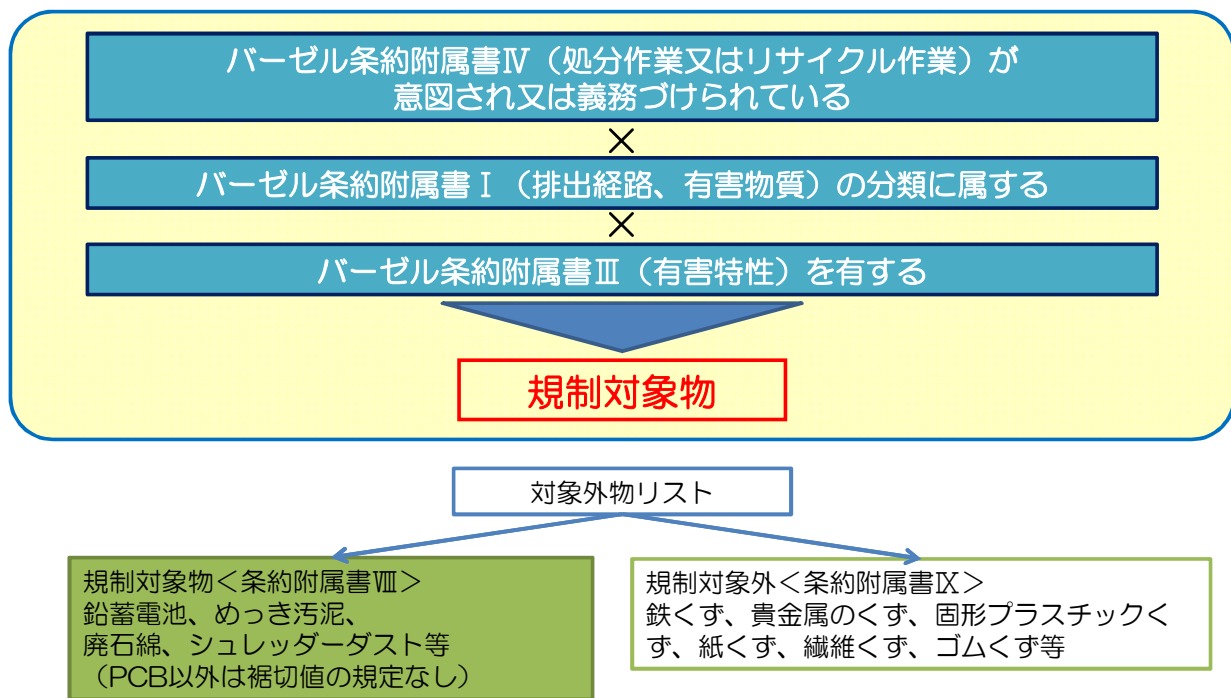 バーゼル条約附属書Ⅳ（処分作業又はリサイクル作業）が
意図され又は義務づけられている
×
バーゼル条約附属書Ⅰ（排出経路、有害物質）の分類に属する
×
バーゼル条約附属書Ⅲ（有害特性）を有する
規制対象物
対象外物リスト
規制対象物＜条約附属書Ⅷ＞
鉛蓄電池、めっき汚泥、
廃石綿、シュレッダーダスト等
（PCB以外は裾切値の規定なし）
規制対象外＜条約附属書Ⅸ＞
鉄くず、貴金属のくず、固形プラスチックく
ず、紙くず、繊維くず、ゴムくず等